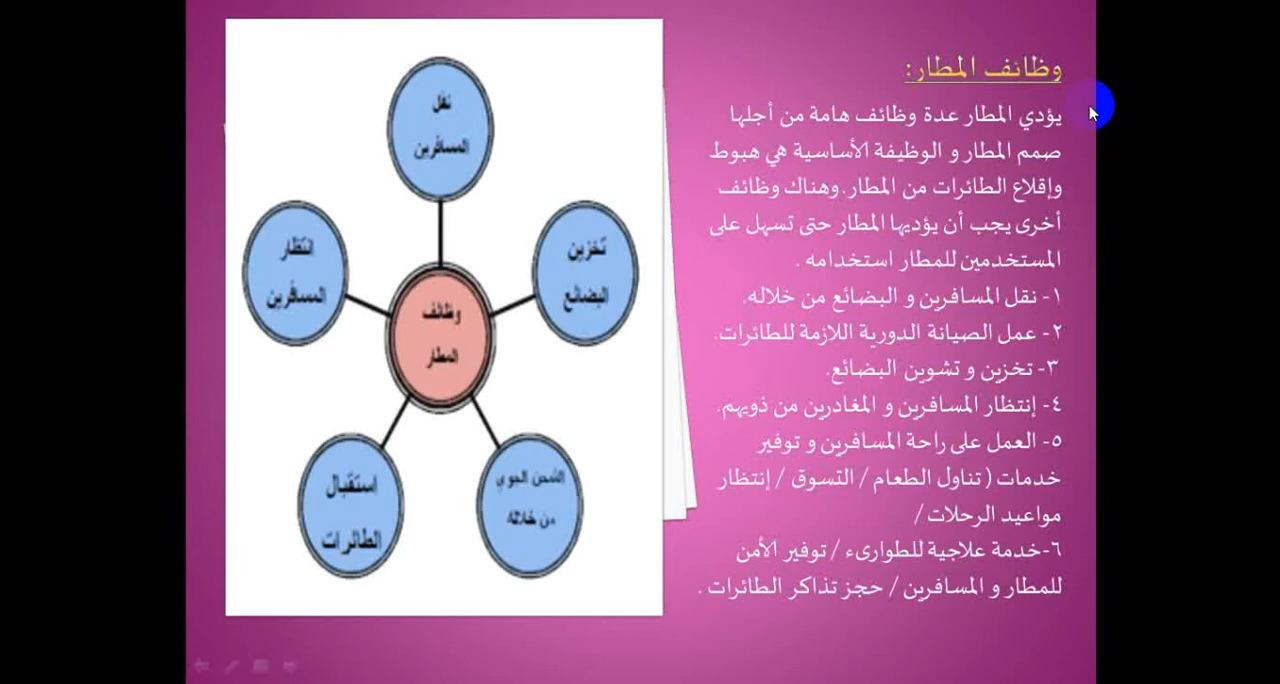 وظائف المطار:
يؤدي المطار عدة وظائف هامة من أجلها
صمم المطار و الوظيفة الأساسية هي هبوط
وإقلاع الطائرات من المطار. وهناك وظائف
أخرى يجب أن يؤديها المطار حتى تسهل على
المستخدمين للمطار استخدامه .
١- نقل المسافرين و البضائع من خلاله.
٢- عمل الصيانة الدورية اللازمة للطائرات.
٣- تخزين و تشوين البضائع.
٤- إنتظار المسافرين و المغادرين من ذويهم.
٥- العمل على راحة المسافرين و توفير
خدمات ( تناول الطعام / التسوق / إنتظار
مواعيد الرحلات/
٦-خدمة علاجية للطوارىء / توفير الأمن
للمطار و المسافرين / حجز تذاكر الطائرات .
نقل
المسافرين
تخزين
البضائع
الشحن الجوي
من خلاله
استقبال
الطائرات
انتظار
المسافرين
وظائف
المطار